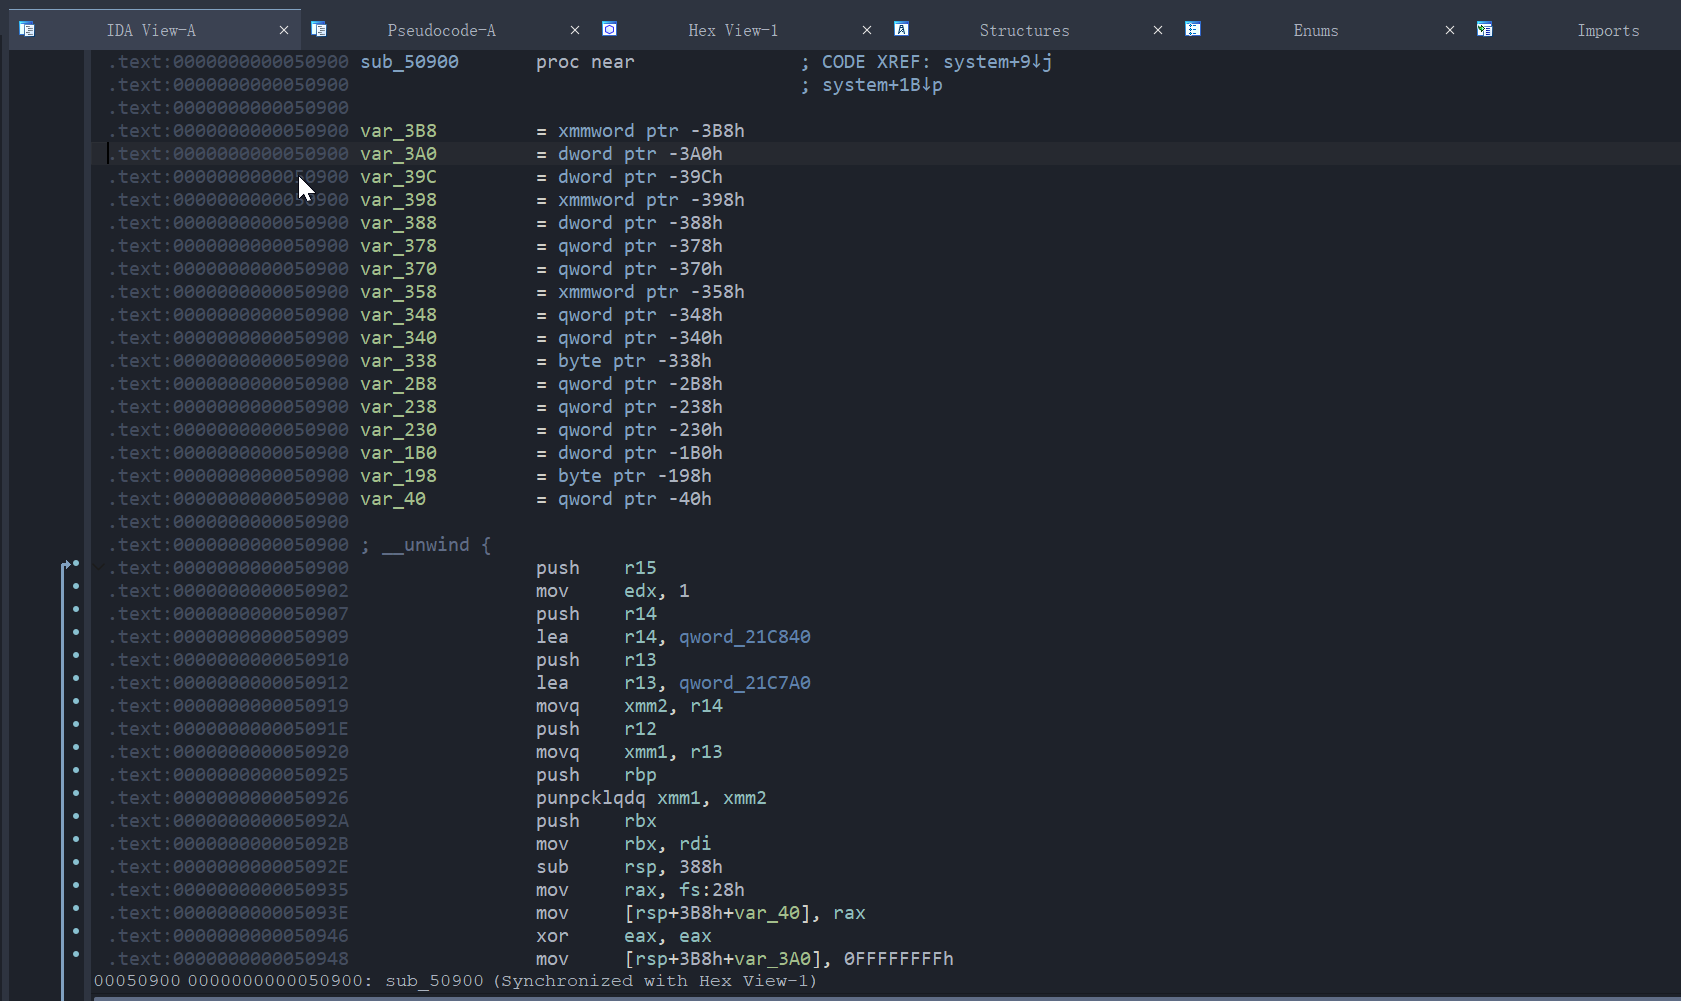 IDA View-A × Pseudocode-A × Hex View-1 × Structures × Enums × Imports
.text:0000000000050900 sub_50900 proc near ; CODE XREF: system+9↓j
.text:0000000000050900 ; system+1B↓p
.text:0000000000050900
.text:0000000000050900 var_3B8 = xmmword ptr -3B8h
.text:0000000000050900 var_3A0 = dword ptr -3A0h
.text:0000000000050900 var_39C = dword ptr -39Ch
.text:0000000000050900 var_398 = xmmword ptr -398h
.text:0000000000050900 var_388 = dword ptr -388h
.text:0000000000050900 var_378 = qword ptr -378h
.text:0000000000050900 var_370 = qword ptr -370h
.text:0000000000050900 var_358 = xmmword ptr -358h
.text:0000000000050900 var_348 = qword ptr -348h
.text:0000000000050900 var_340 = qword ptr -340h
.text:0000000000050900 var_338 = byte ptr -338h
.text:0000000000050900 var_2B8 = qword ptr -2B8h
.text:0000000000050900 var_238 = qword ptr -238h
.text:0000000000050900 var_230 = qword ptr -230h
.text:0000000000050900 var_1B0 = dword ptr -1B0h
.text:0000000000050900 var_198 = byte ptr -198h
.text:0000000000050900 var_40 = qword ptr -40h
.text:0000000000050900
.text:0000000000050900 ; __unwind {
.text:0000000000050900 push r15
.text:0000000000050902 mov edx, 1
.text:0000000000050907 push r14
.text:0000000000050909 lea r14, qword_21C840
.text:0000000000050910 push r13
.text:0000000000050912 lea r13, qword_21C7A0
.text:0000000000050919 movq xmm2, r14
.text:000000000005091E push r12
.text:0000000000050920 movq xmm1, r13
.text:0000000000050925 push rbp
.text:0000000000050926 punpcklqdq xmm1, xmm2
.text:000000000005092A push rbx
.text:000000000005092B mov rbx, rdi
.text:000000000005092E sub rsp, 388h
.text:0000000000050935 mov rax, fs:28h
.text:000000000005093E mov [rsp+3B8h+var_40], rax
.text:0000000000050946 xor eax, eax
.text:0000000000050948 mov [rsp+3B8h+var_3A0], 0FFFFFFFFh
00050900 0000000000050900: sub_50900 (Synchronized with Hex View-1)